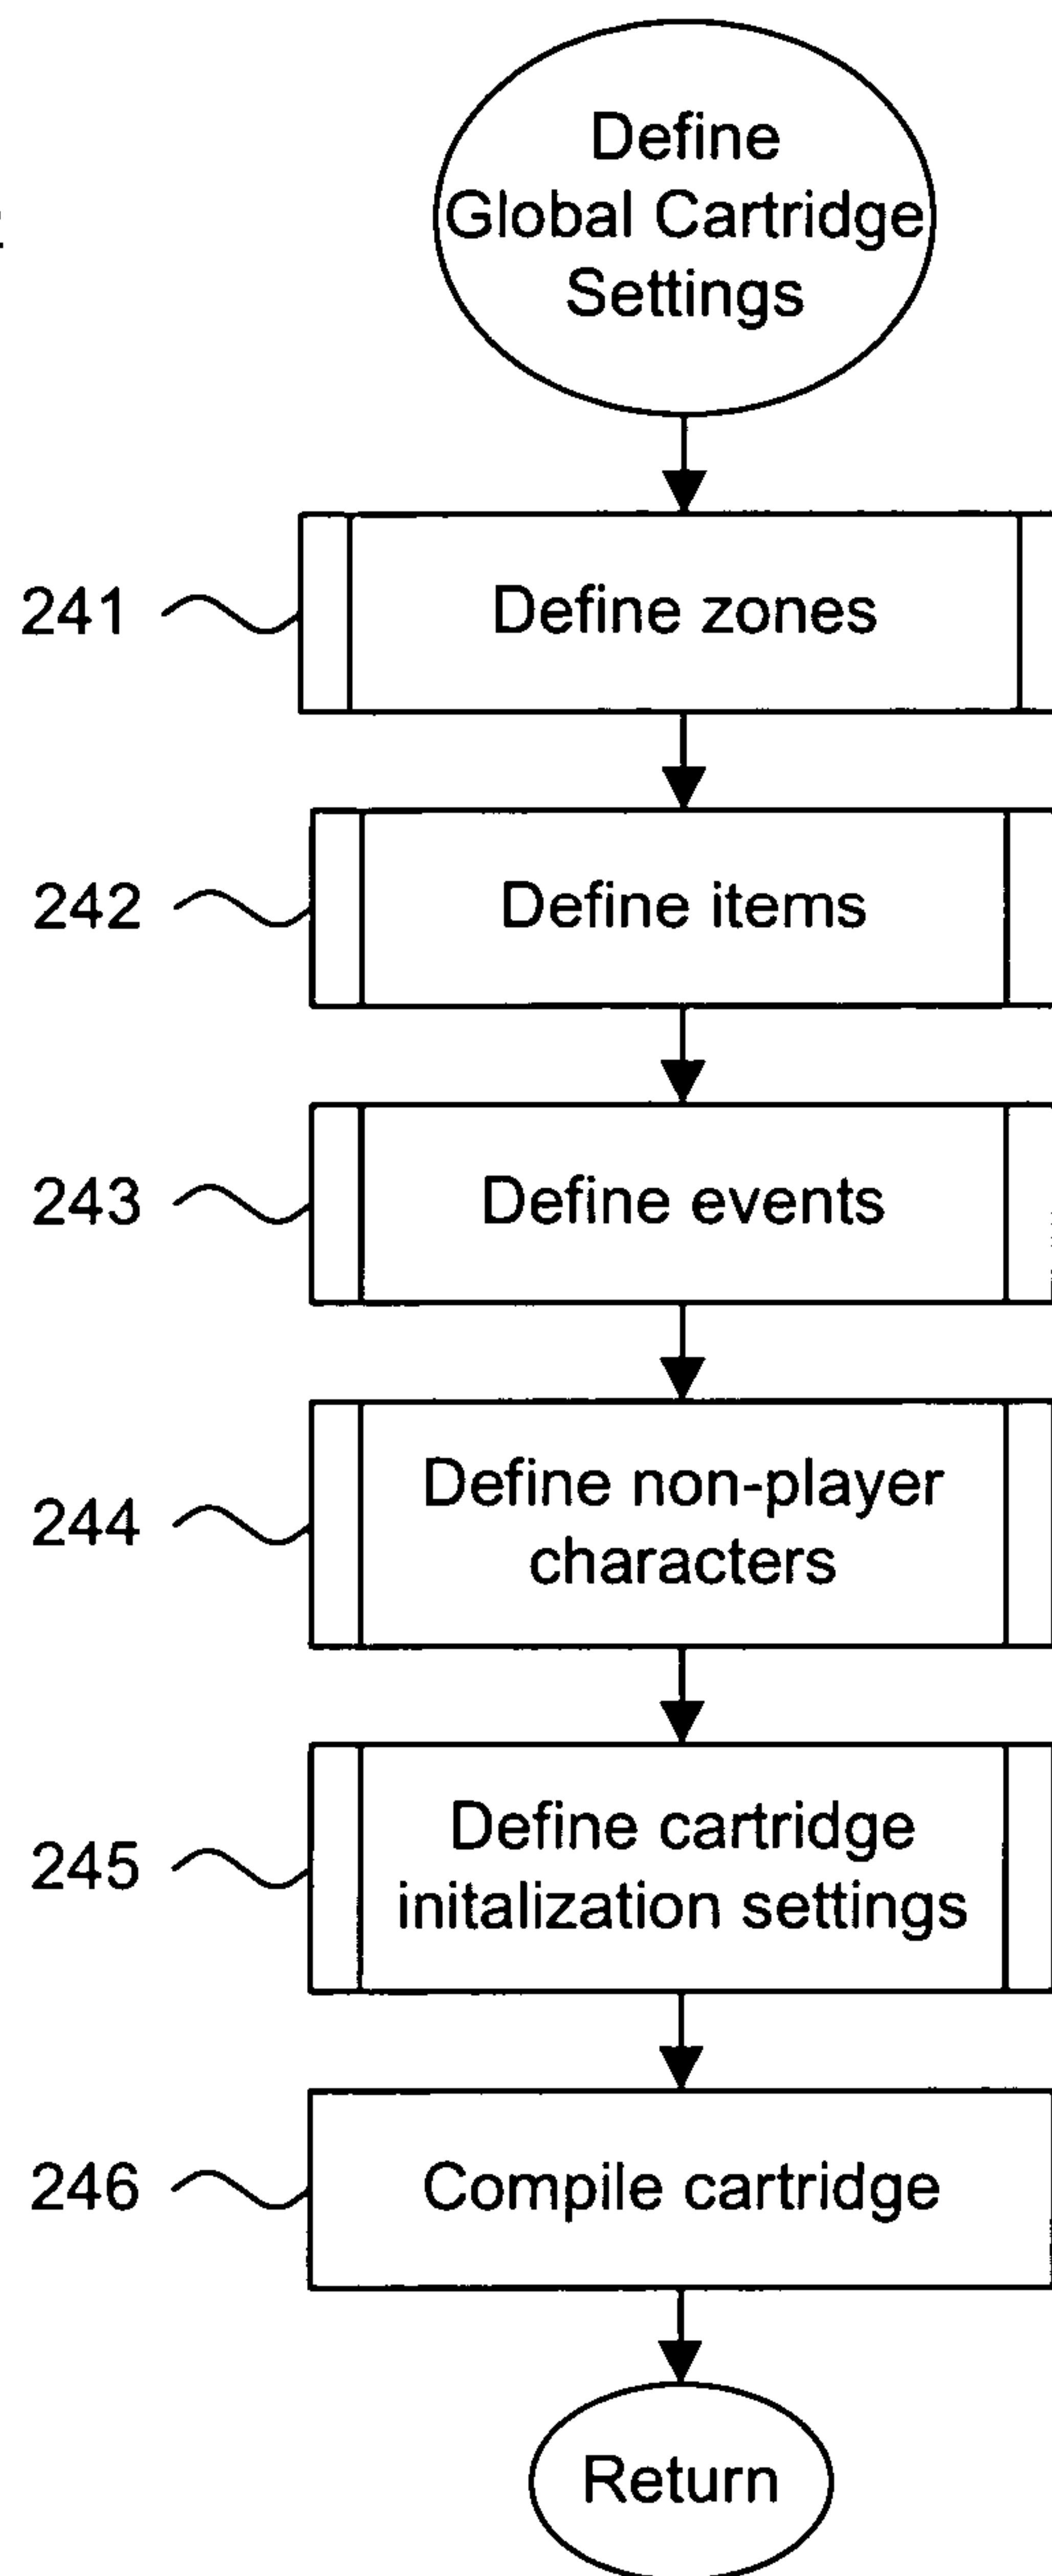 Define
Global Cartridge
Settings
241
Define zones
242
Define items
243
Define events
244
Define non-player
characters
245
Define cartridge
initalization settings
246
Compile cartridge
Return